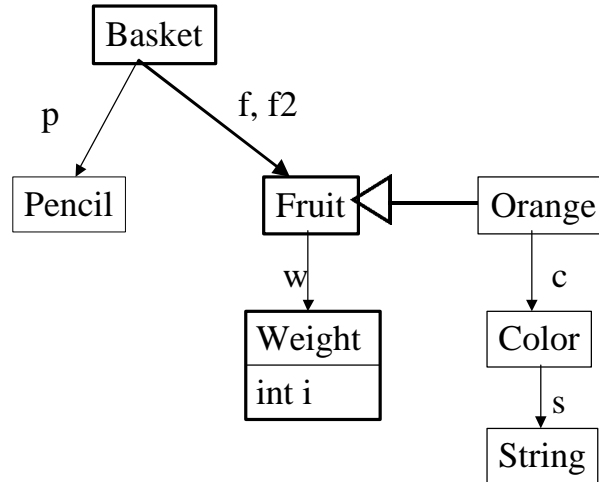 Basket
p
f, f2
Pencil
Fruit
Orange
w
c
Weight
int i
Color
s
String